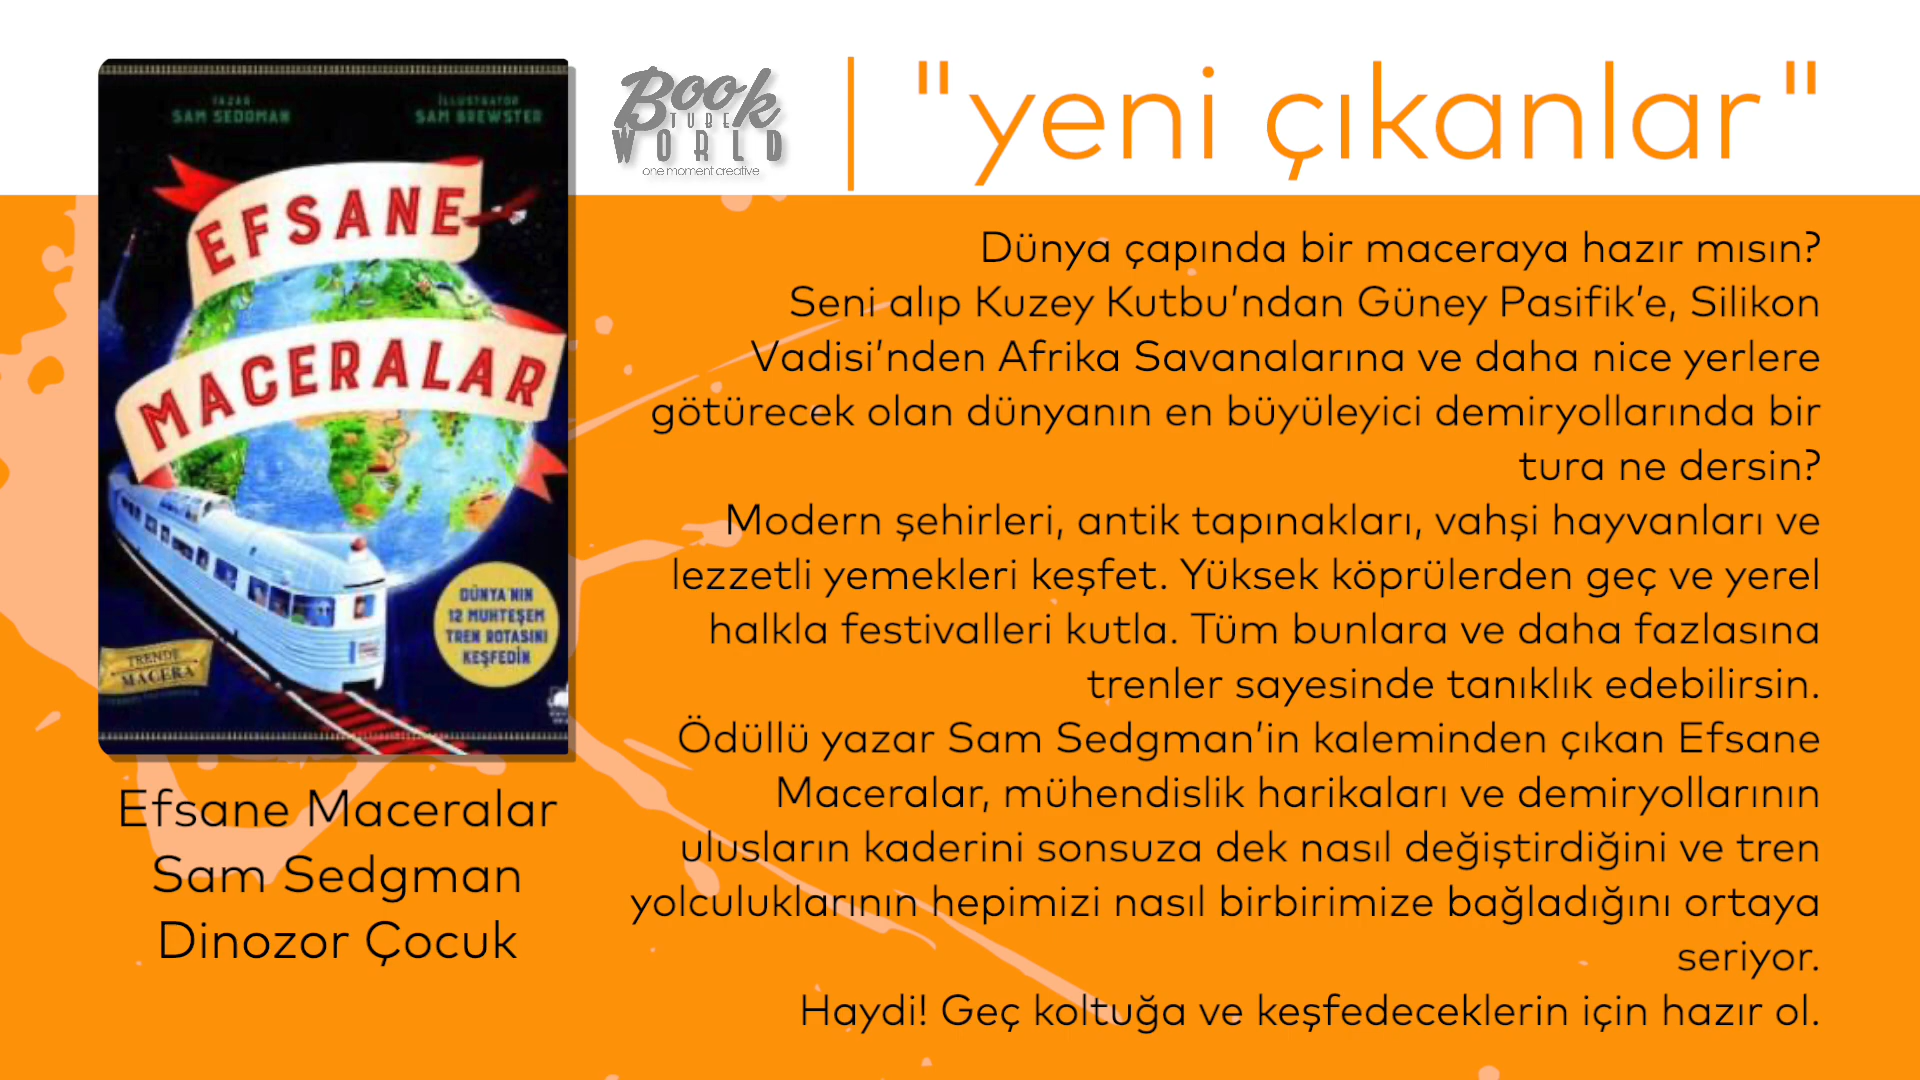 YAZAR
SAM SEDGMAN
İLLUSTRATÖR
SAM BREWSTER
EFSANE
MACERALAR
DÜNYA'NIN
12 MUHTEŞEM
TREN ROTASINI
KEŞFEDİN
TRENDE
MACERA
Efsane Maceralar
Sam Sedgman
Dinozor Çocuk
Book
TUBE
WORLD
one moment creative
"yeni çıkanlar"
Dünya çapında bir maceraya hazır mısın?
Seni alıp Kuzey Kutbu’ndan Güney Pasifik’e, Silikon
Vadisi’nden Afrika Savanalarına ve daha nice yerlere
götürecek olan dünyanın en büyüleyici demiryollarında bir
tura ne dersin?
Modern şehirleri, antik tapınakları, vahşi hayvanları ve
lezzetli yemekleri keşfet. Yüksek köprülerden geç ve yerel
halkla festivalleri kutla. Tüm bunlara ve daha fazlasına
trenler sayesinde tanıklık edebilirsin.
Ödüllü yazar Sam Sedgman’in kaleminden çıkan Efsane
Maceralar, mühendislik harikaları ve demiryollarının
ulusların kaderini sonsuza dek nasıl değiştirdiğini ve tren
yolculuklarının hepimizi nasıl birbirimize bağladığını ortaya
seriyor.
Haydi! Geç koltuğa ve keşfedeceklerin için hazır ol.